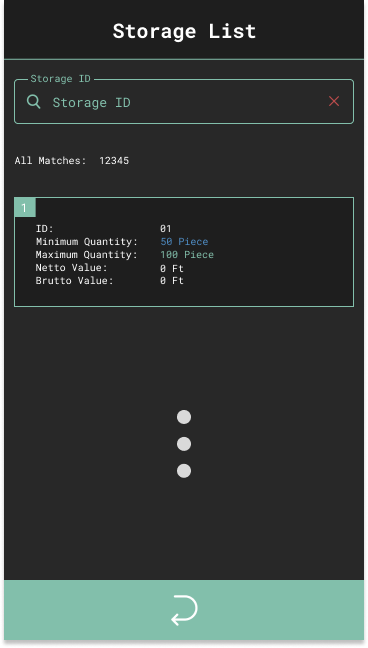 Storage List
Storage ID
Storage ID
All Matches: 12345
1
ID: 01
Minimum Quantity: 50 Piece
Maximum Quantity: 100 Piece
Netto Value: 0 Ft
Brutto Value: 0 Ft